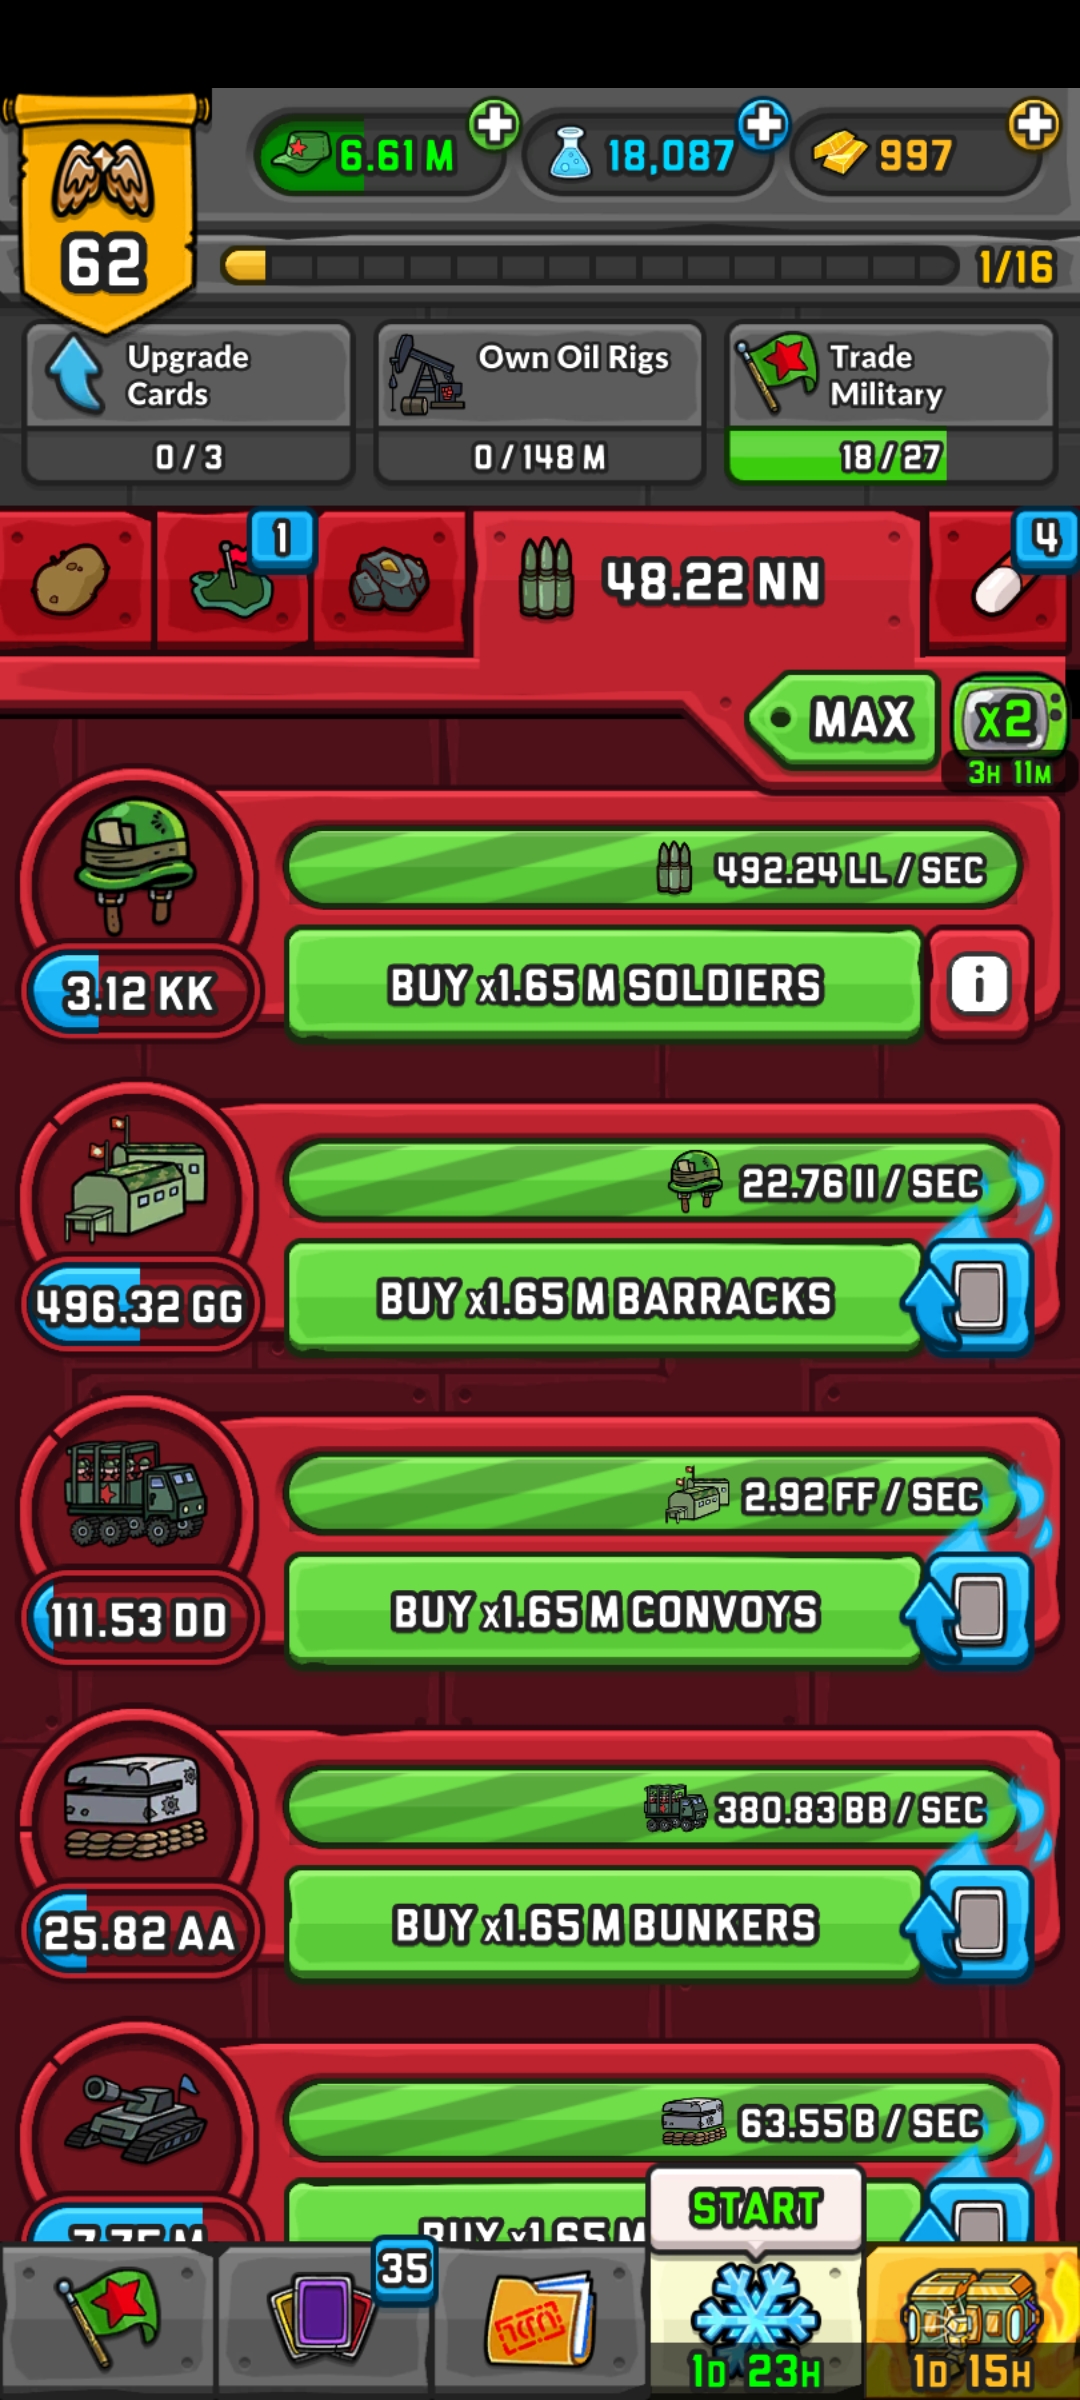 6.61 M
18,087
997
62
1/16
Upgrade
Cards
0 / 3
Own Oil Rigs
0 / 148 M
Trade
Military
18 / 27
1
48.22 NN
4
MAX
x2
3H 11M
492.24 LL / SEC
3.12 KK
BUY x1.65 M SOLDIERS
i
22.76 II / SEC
496.32 GG
BUY x1.65 M BARRACKS
2.92 FF / SEC
111.53 DD
BUY x1.65 M CONVOYS
380.83 BB / SEC
25.82 AA
BUY x1.65 M BUNKERS
63.55 B / SEC
7.75 M
BUY x1.65 M
START
35
1D 23H
1D 15H